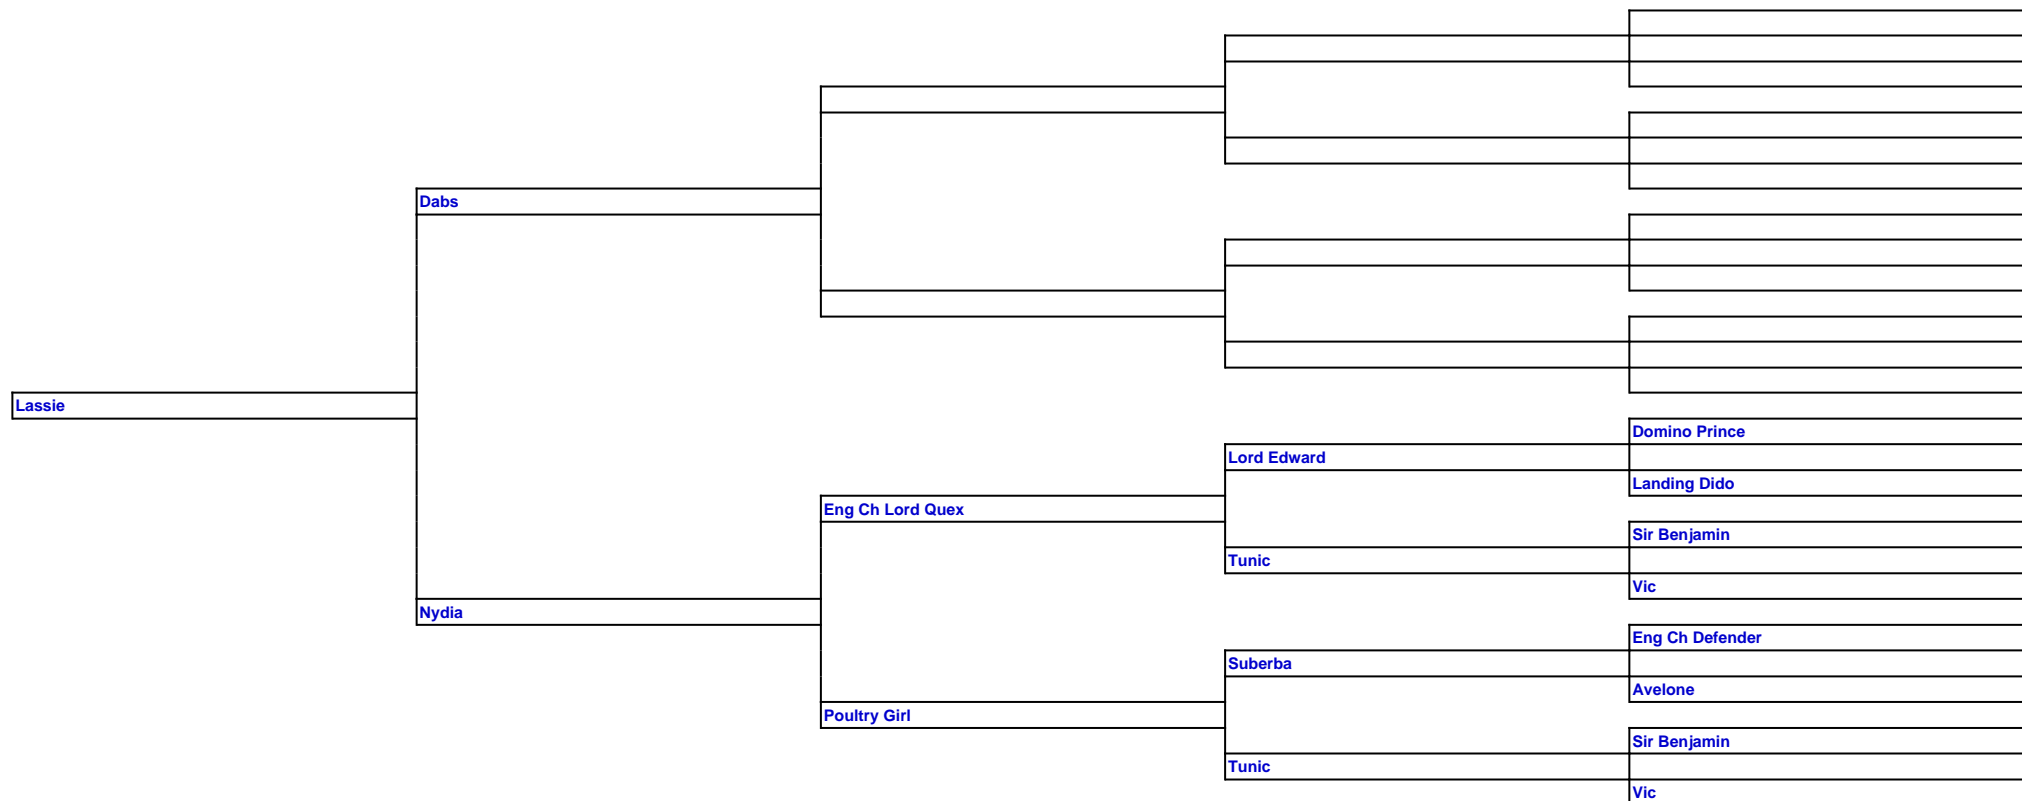 Dabs
Lassie
Domino Prince
Lord Edward
Landing Dido
Eng Ch Lord Quex
Sir Benjamin
Tunic
Vic
Nydia
Eng Ch Defender
Suberba
Avelone
Poultry Girl
Sir Benjamin
Tunic
Vic